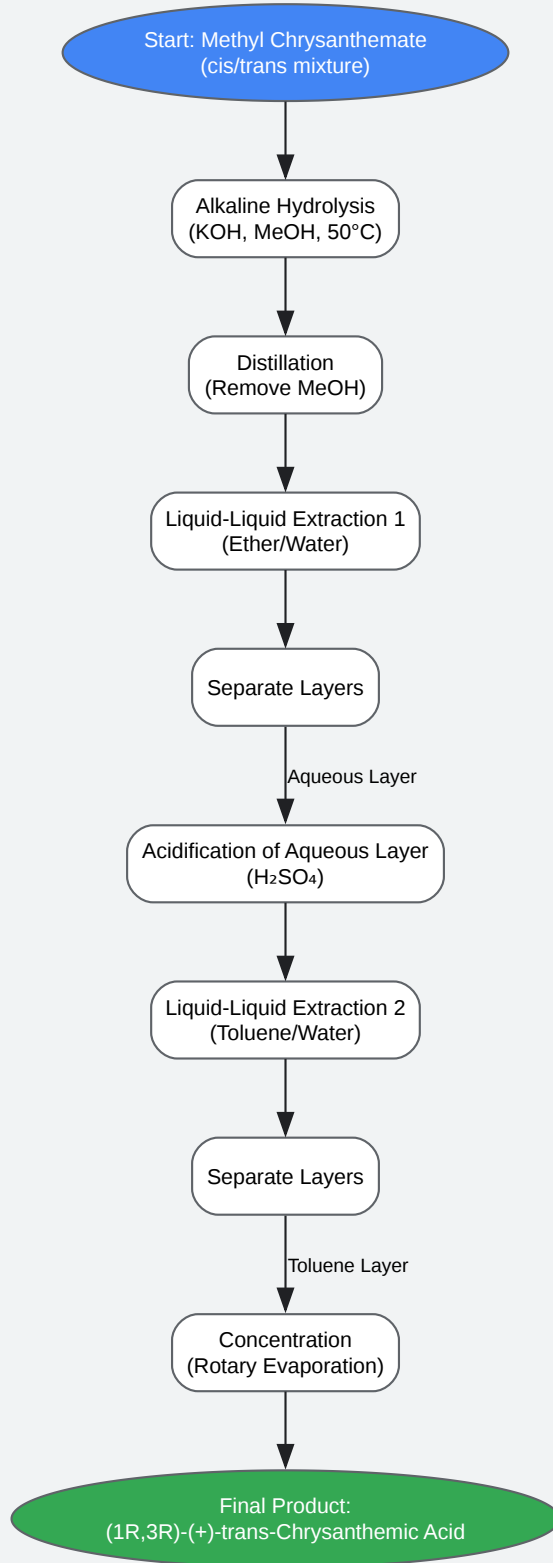 Start: Methyl Chrysanthemate
(cis/trans mixture)
Alkaline Hydrolysis
(KOH, MeOH, 50°C)
Distillation
(Remove MeOH)
Liquid-Liquid Extraction 1
(Ether/Water)
Separate Layers
Aqueous Layer
Acidification of Aqueous Layer
(H₂SO₄)
Liquid-Liquid Extraction 2
(Toluene/Water)
Separate Layers
Toluene Layer
Concentration
(Rotary Evaporation)
Final Product:
(1R,3R)-(+)-trans-Chrysanthemic Acid